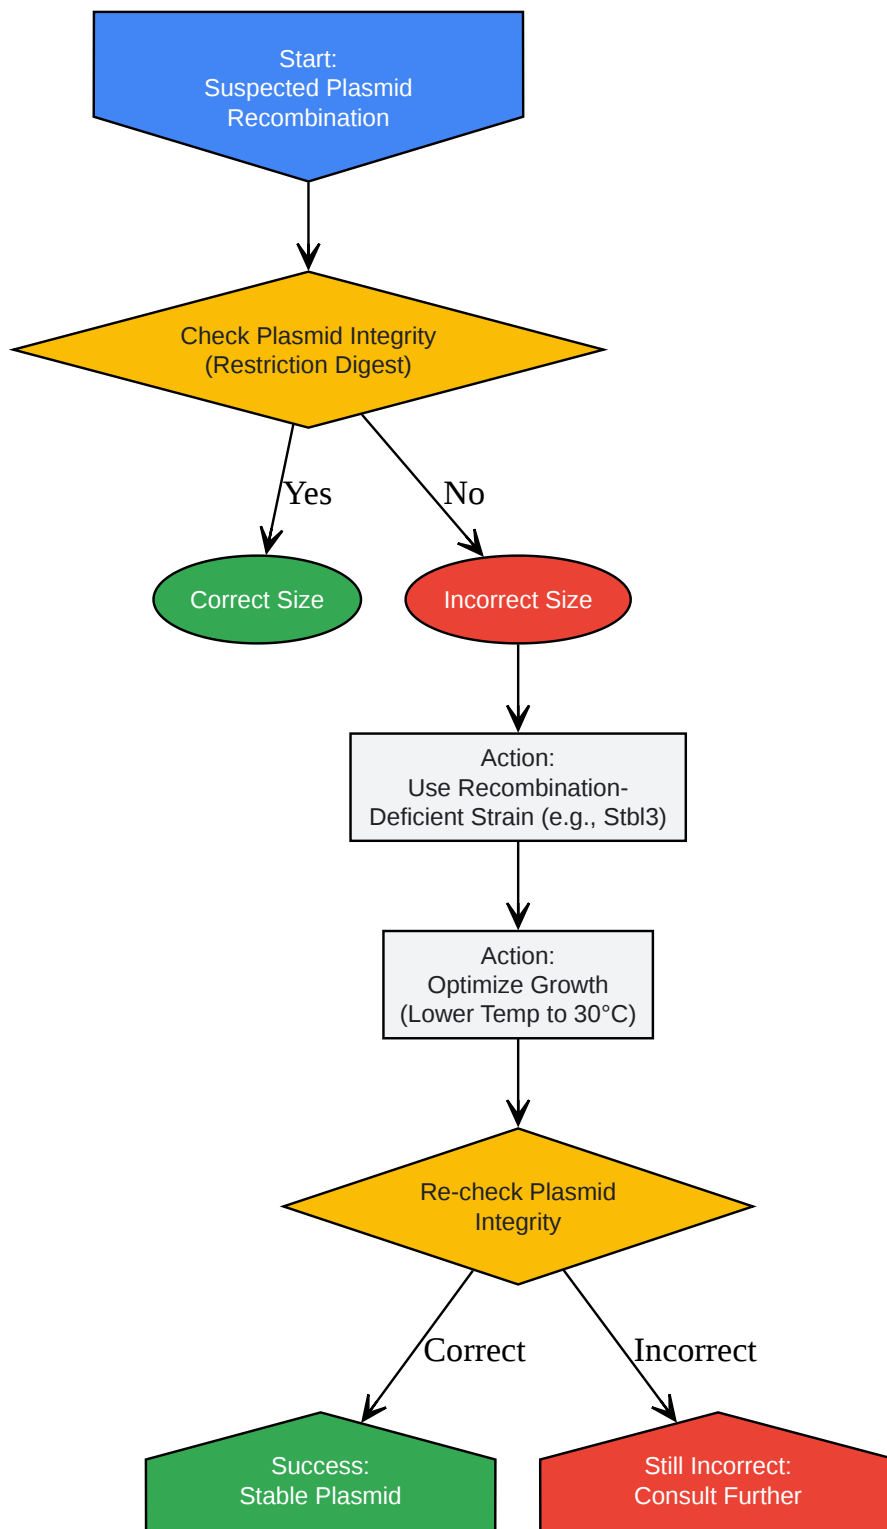 Start:
Suspected Plasmid
Recombination
Check Plasmid Integrity
(Restriction Digest)
Yes
No
Correct Size
Incorrect Size
Action:
Use Recombination-
Deficient Strain (e.g., Stbl3)
Action:
Optimize Growth
(Lower Temp to 30°C)
Re-check Plasmid
Integrity
Correct
Incorrect
Success:
Stable Plasmid
Still Incorrect:
Consult Further